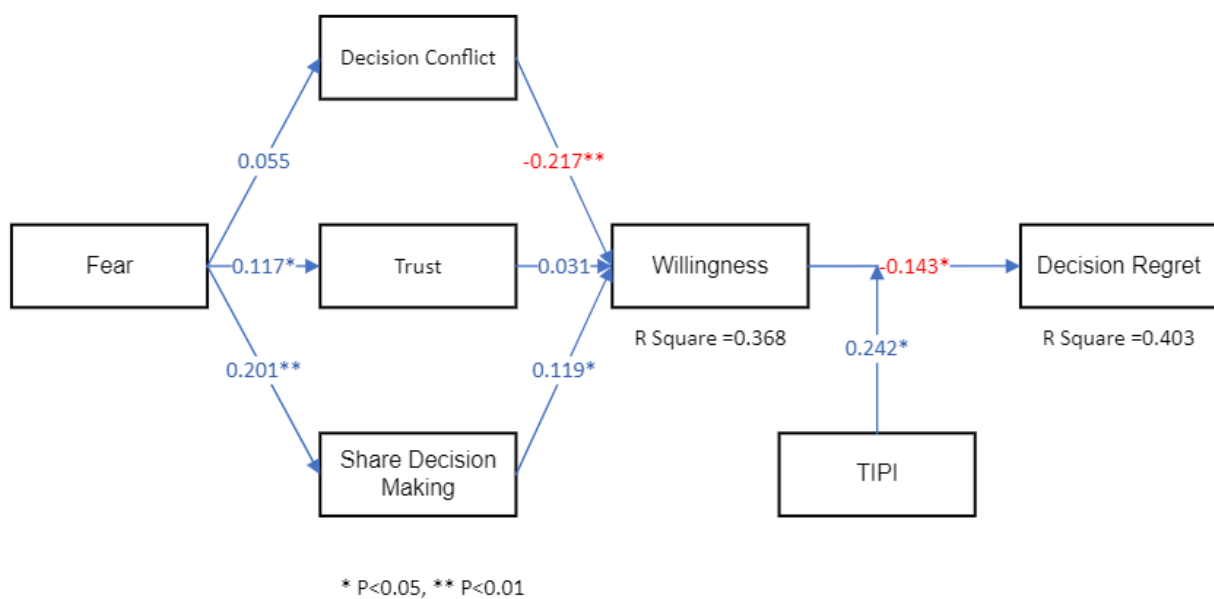 Decision Conflict
0.055
-0.217**
Fear
0.117*
Trust
0.031
Willingness
-0.143*
Decision Regret
R Square =0.368
0.242*
R Square =0.403
0.201**
0.119*
Share Decision
Making
TIPI
* P<0.05, ** P<0.01